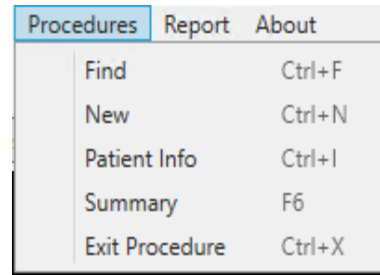 Procedures Report About
Find Ctrl+F
New Ctrl+N
Patient Info Ctrl+I
Summary F6
Exit Procedure Ctrl+X